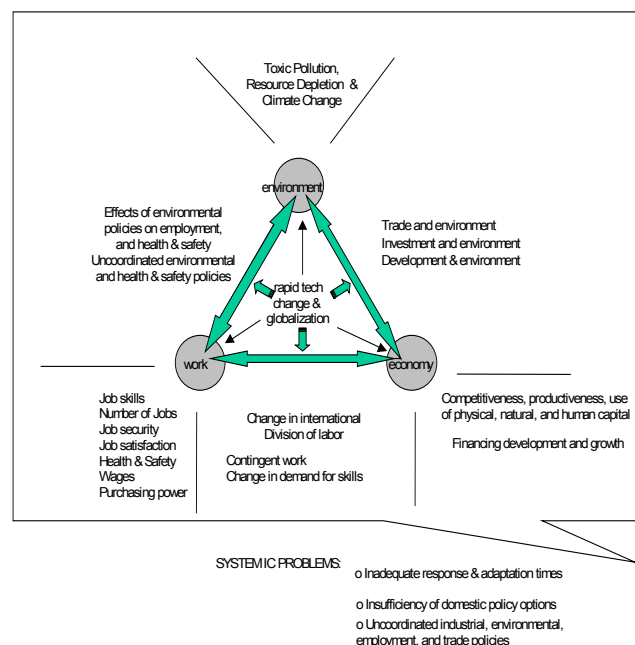 Toxic Pollution,
Resource Depletion &
Climate Change
environment
Effects of environmental
policies on employment,
and health & safety
Uncoordinated environmental
and health & safety policies
Trade and environment
Investment and environment
Development & environment
rapid tech
change &
globalization
work
economy
Job skills
Number of Jobs
Job security
Job satisfaction
Health & Safety
Wages
Purchasing power
Change in international
Division of labor
Contingent work
Change in demand for skills
Competitiveness, productiveness, use
of physical, natural, and human capital
Financing development and growth
SYSTEMIC PROBLEMS:
o Inadequate response & adaptation times
o Insufficiency of domestic policy options
o Uncoordinated industrial, environmental,
employment, and trade policies